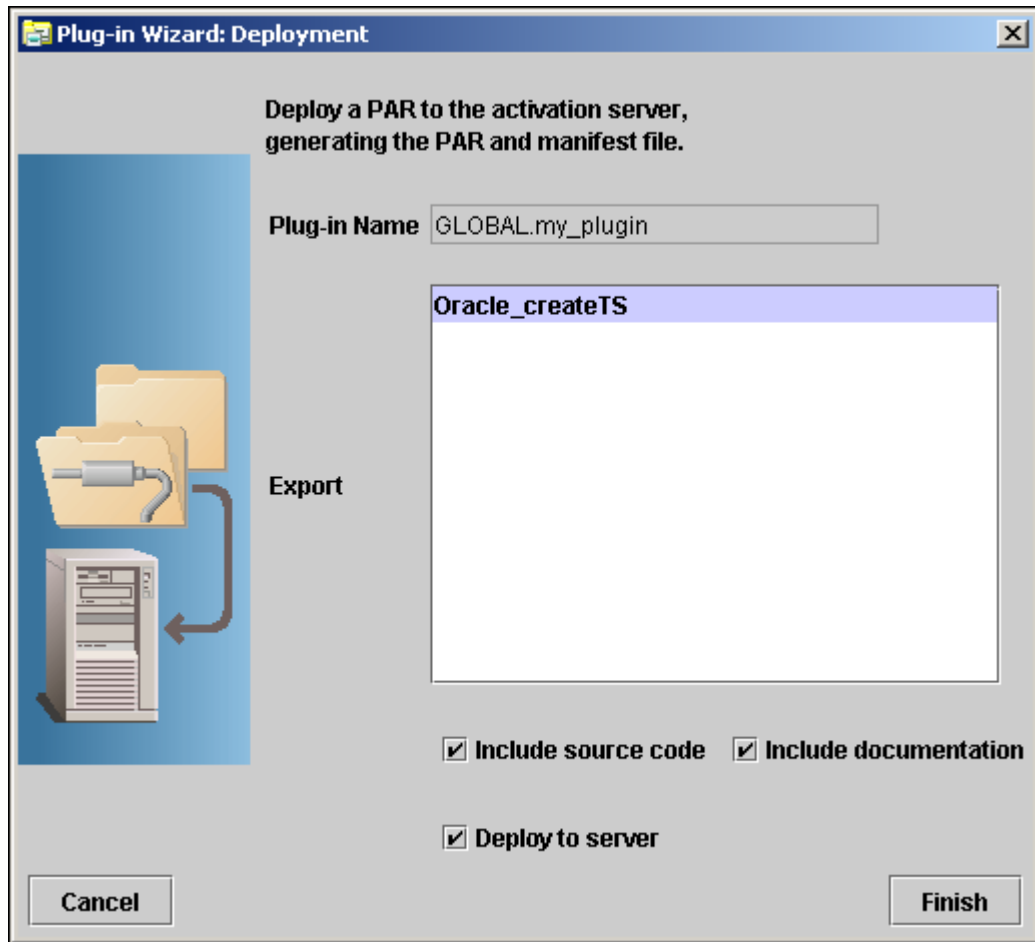 Plug-in Wizard: Deployment
Deploy a PAR to the activation server,
generating the PAR and manifest file.
Plug-in Name GLOBAL.my_plugin
Oracle_createTS
Export
Include source code Include documentation
Deploy to server
Cancel Finish